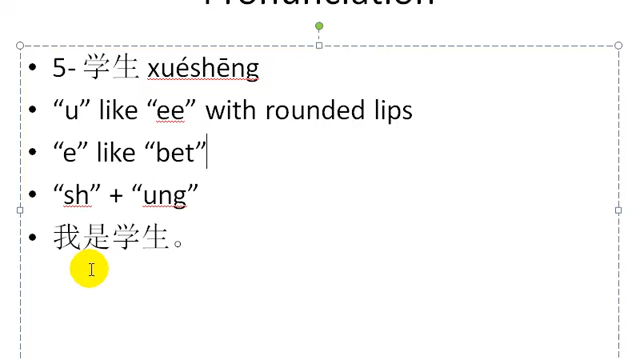 Pronunciation
• 5- 学生 xuéshēng
• “u” like “ee” with rounded lips
• “e” like “bet”
• “sh” + “ung”
• 我是学生。